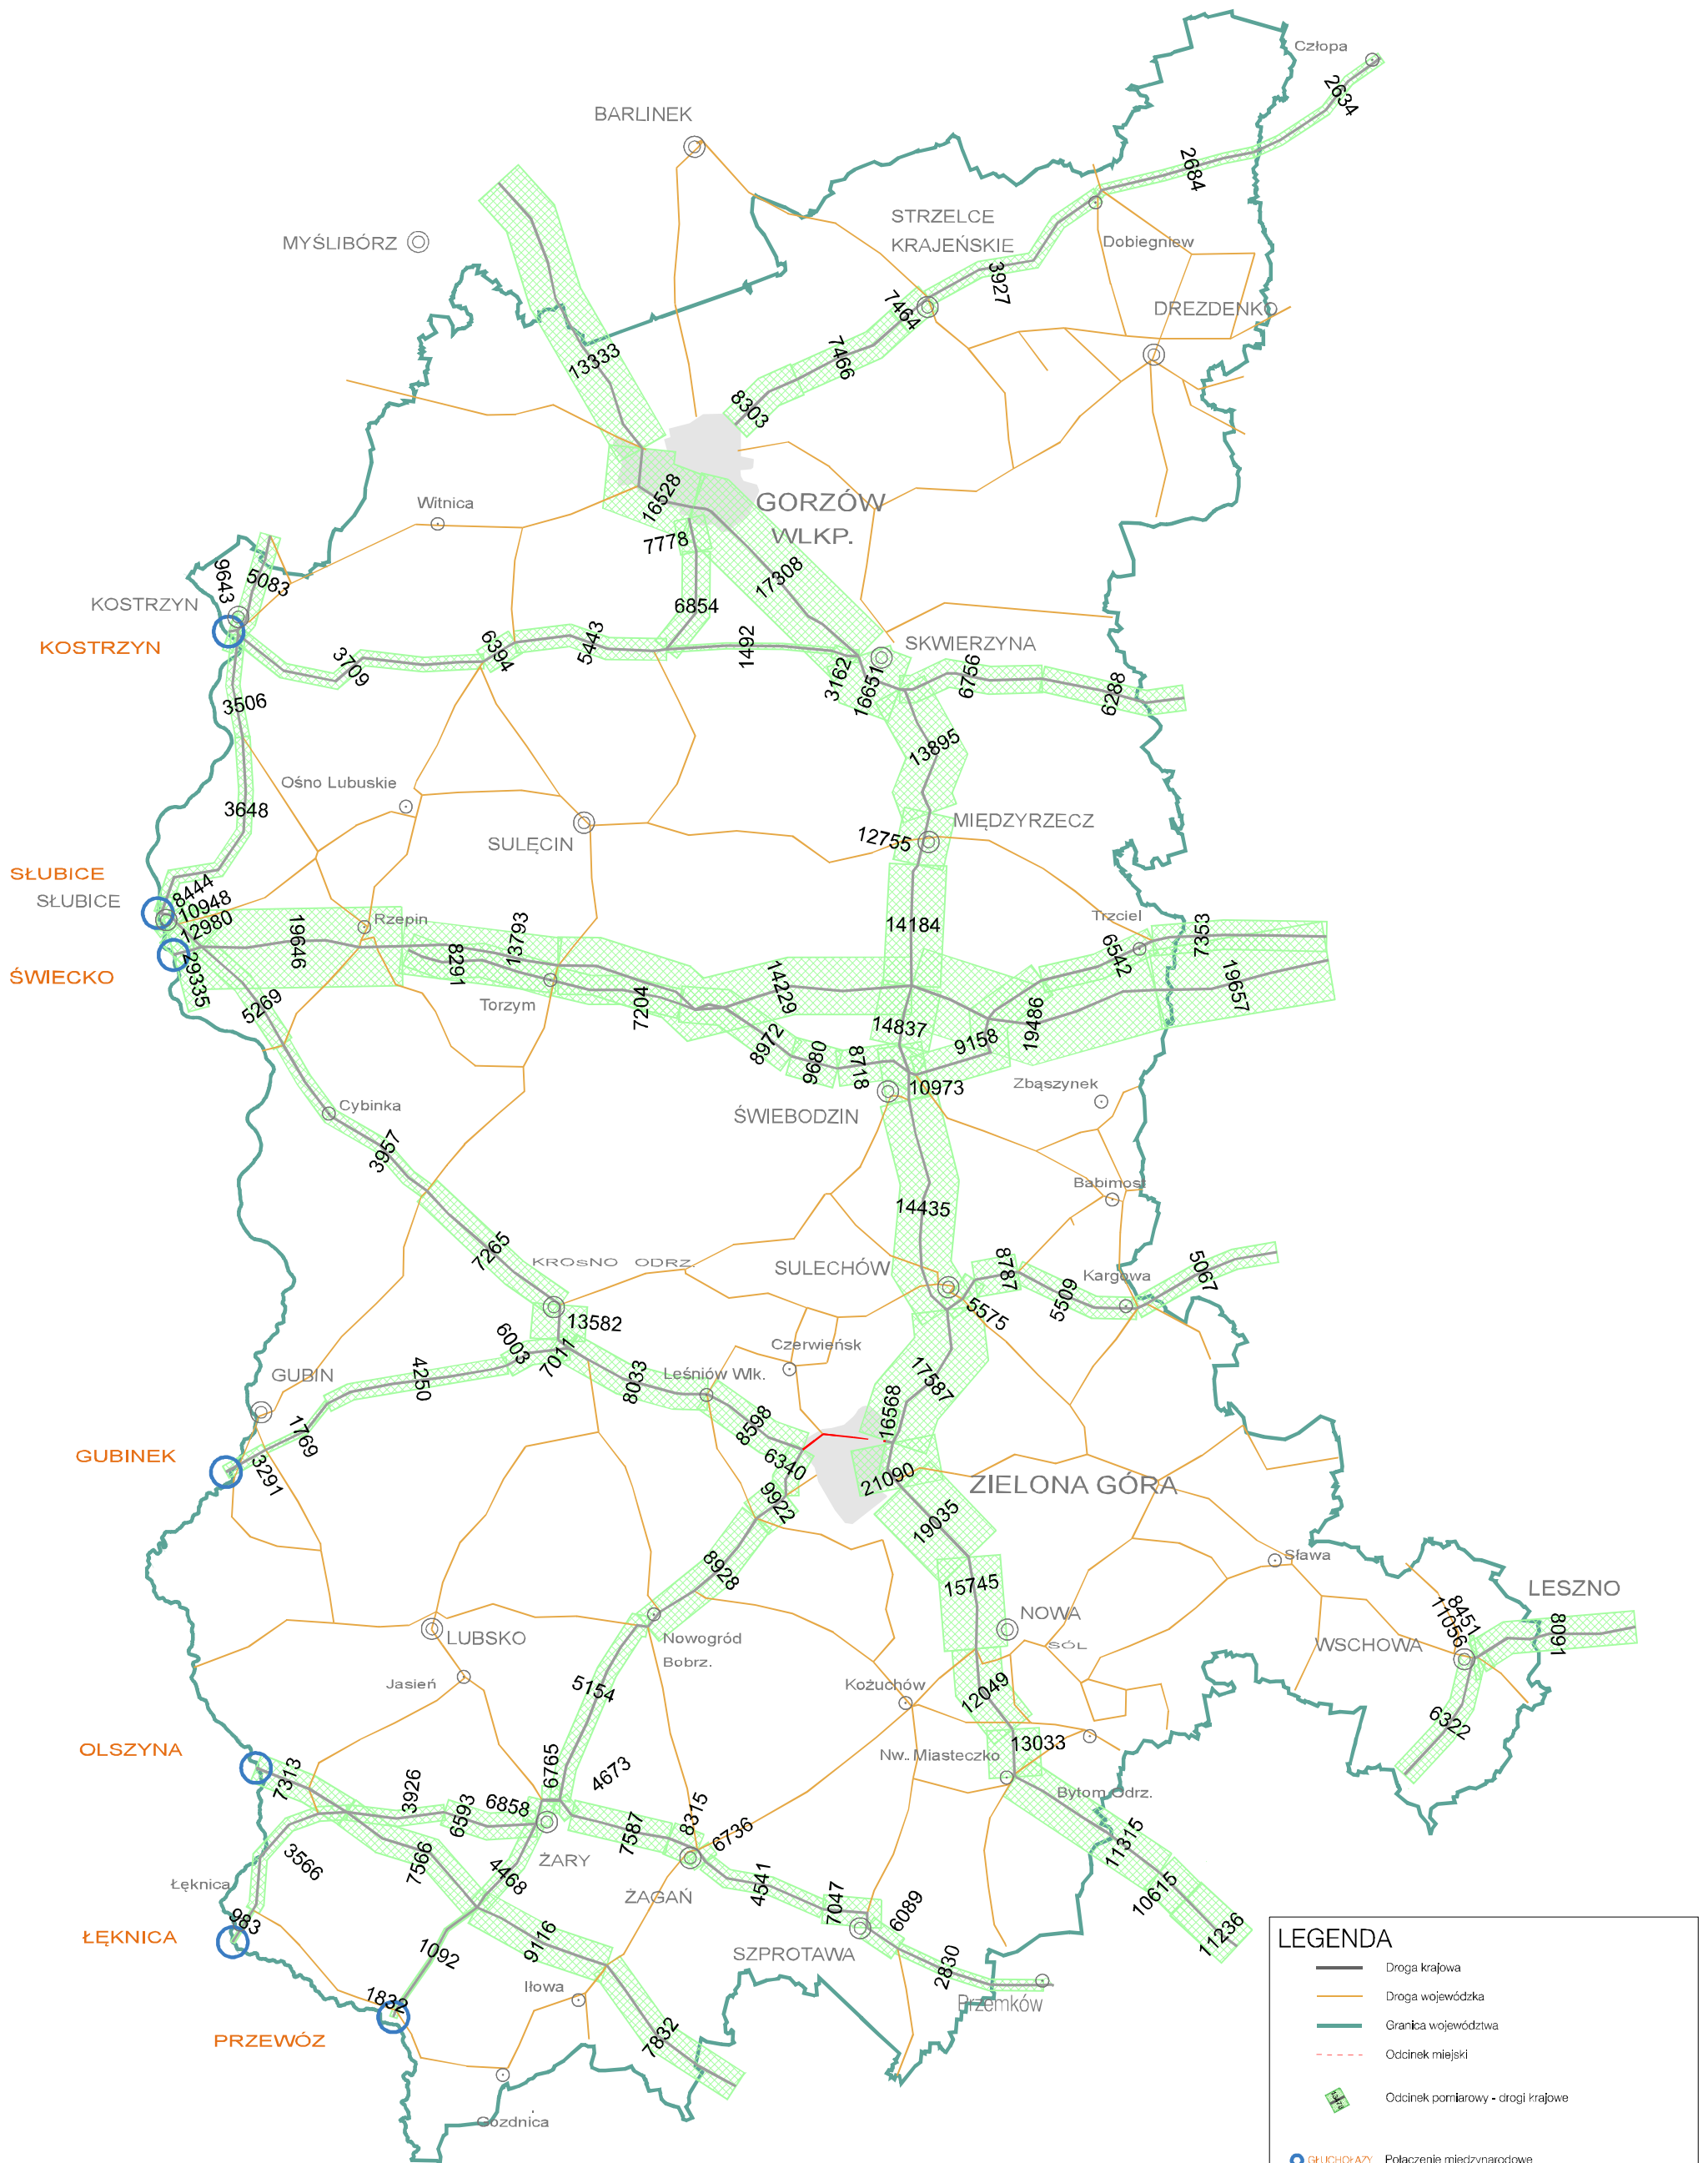 Człopa
2634
BARLINEK
2684
STRZELCE
KRAJEŃSKIE
MYŚLIBÓRZ
Dobiegniew
3927
7464
DREZDENKO
7466
13333
8303
16528
GORZÓW
WLKP.
Witnica
7778
17308
9643
5083
KOSTRZYN
6854
KOSTRZYN
6394
5443
1492
SKWIERZYNA
3709
3162
16651
6756
6288
3506
13895
Ośno Lubuskie
3648
MIĘDZYRZECZ
12755
SULĘCIN
SŁUBICE
SŁUBICE
8444
10948
12980
Rzepin
Trzciel
14184
19646
13793
8291
6542
7353
ŚWIECKO
29335
5269
Torzym
7204
14229
14837
19486
19657
8972
9680
8718
9158
10973
Zbąszynek
Cybinka
ŚWIEBODZIN
3957
Babimost
14435
7265
KROsNO ODRZ.
SULECHÓW
8787
5509
Kargowa
5067
5575
13582
6003
7011
Czerwieńsk
GUBIN
4250
8033
Leśniów Wlk.
17587
16568
8598
1769
GUBINEK
3291
6340
21090
ZIELONA GÓRA
9922
19035
8928
15745
Sława
LESZNO
NOWA
SÓL
8451
11056
8091
WSCHOWA
LUBSKO
Nowogród
Bobrz.
Jasień
5154
Kożuchów
12049
6322
OLSZYNA
7313
6765
4673
13033
Nw.. Miasteczko
Bytom Odrz.
3926
6593
6858
7587
8315
6736
11315
3566
7566
4468
ŻARY
Łęknica
ŻAGAŃ
4541
7047
6089
10615
983
ŁĘKNICA
1092
9116
SZPROTAWA
2830
11236
1832
Iłowa
Przemków
PRZEWÓZ
7832
Gozdnica
LEGENDA
Droga krajowa
Droga wojewódzka
Granica województwa
Odcinek miejski
Odcinek pomiarowy - drogi krajowe
GŁUCHOŁAZY Połączenie międzynarodowe